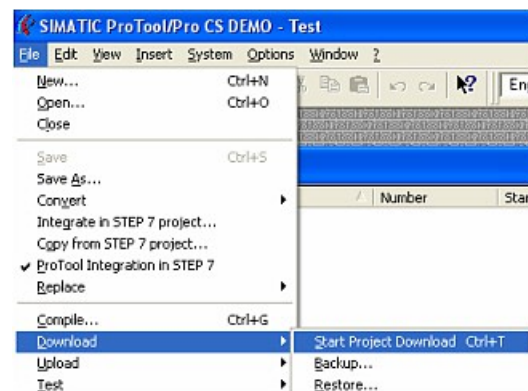 SIMATIC ProTool/Pro CS DEMO - Test
File Edit View Insert System Options Window ?
New... Ctrl+N
Open... Ctrl+O
Close
Save Ctrl+S
Save As...
Convert
Number
Integrate in STEP 7 project...
Copy from STEP 7 project...
ProTool Integration in STEP 7
Replace
Compile... Ctrl+G
Download
Start Project Download Ctrl+T
Upload
Backup...
Test
Restore...